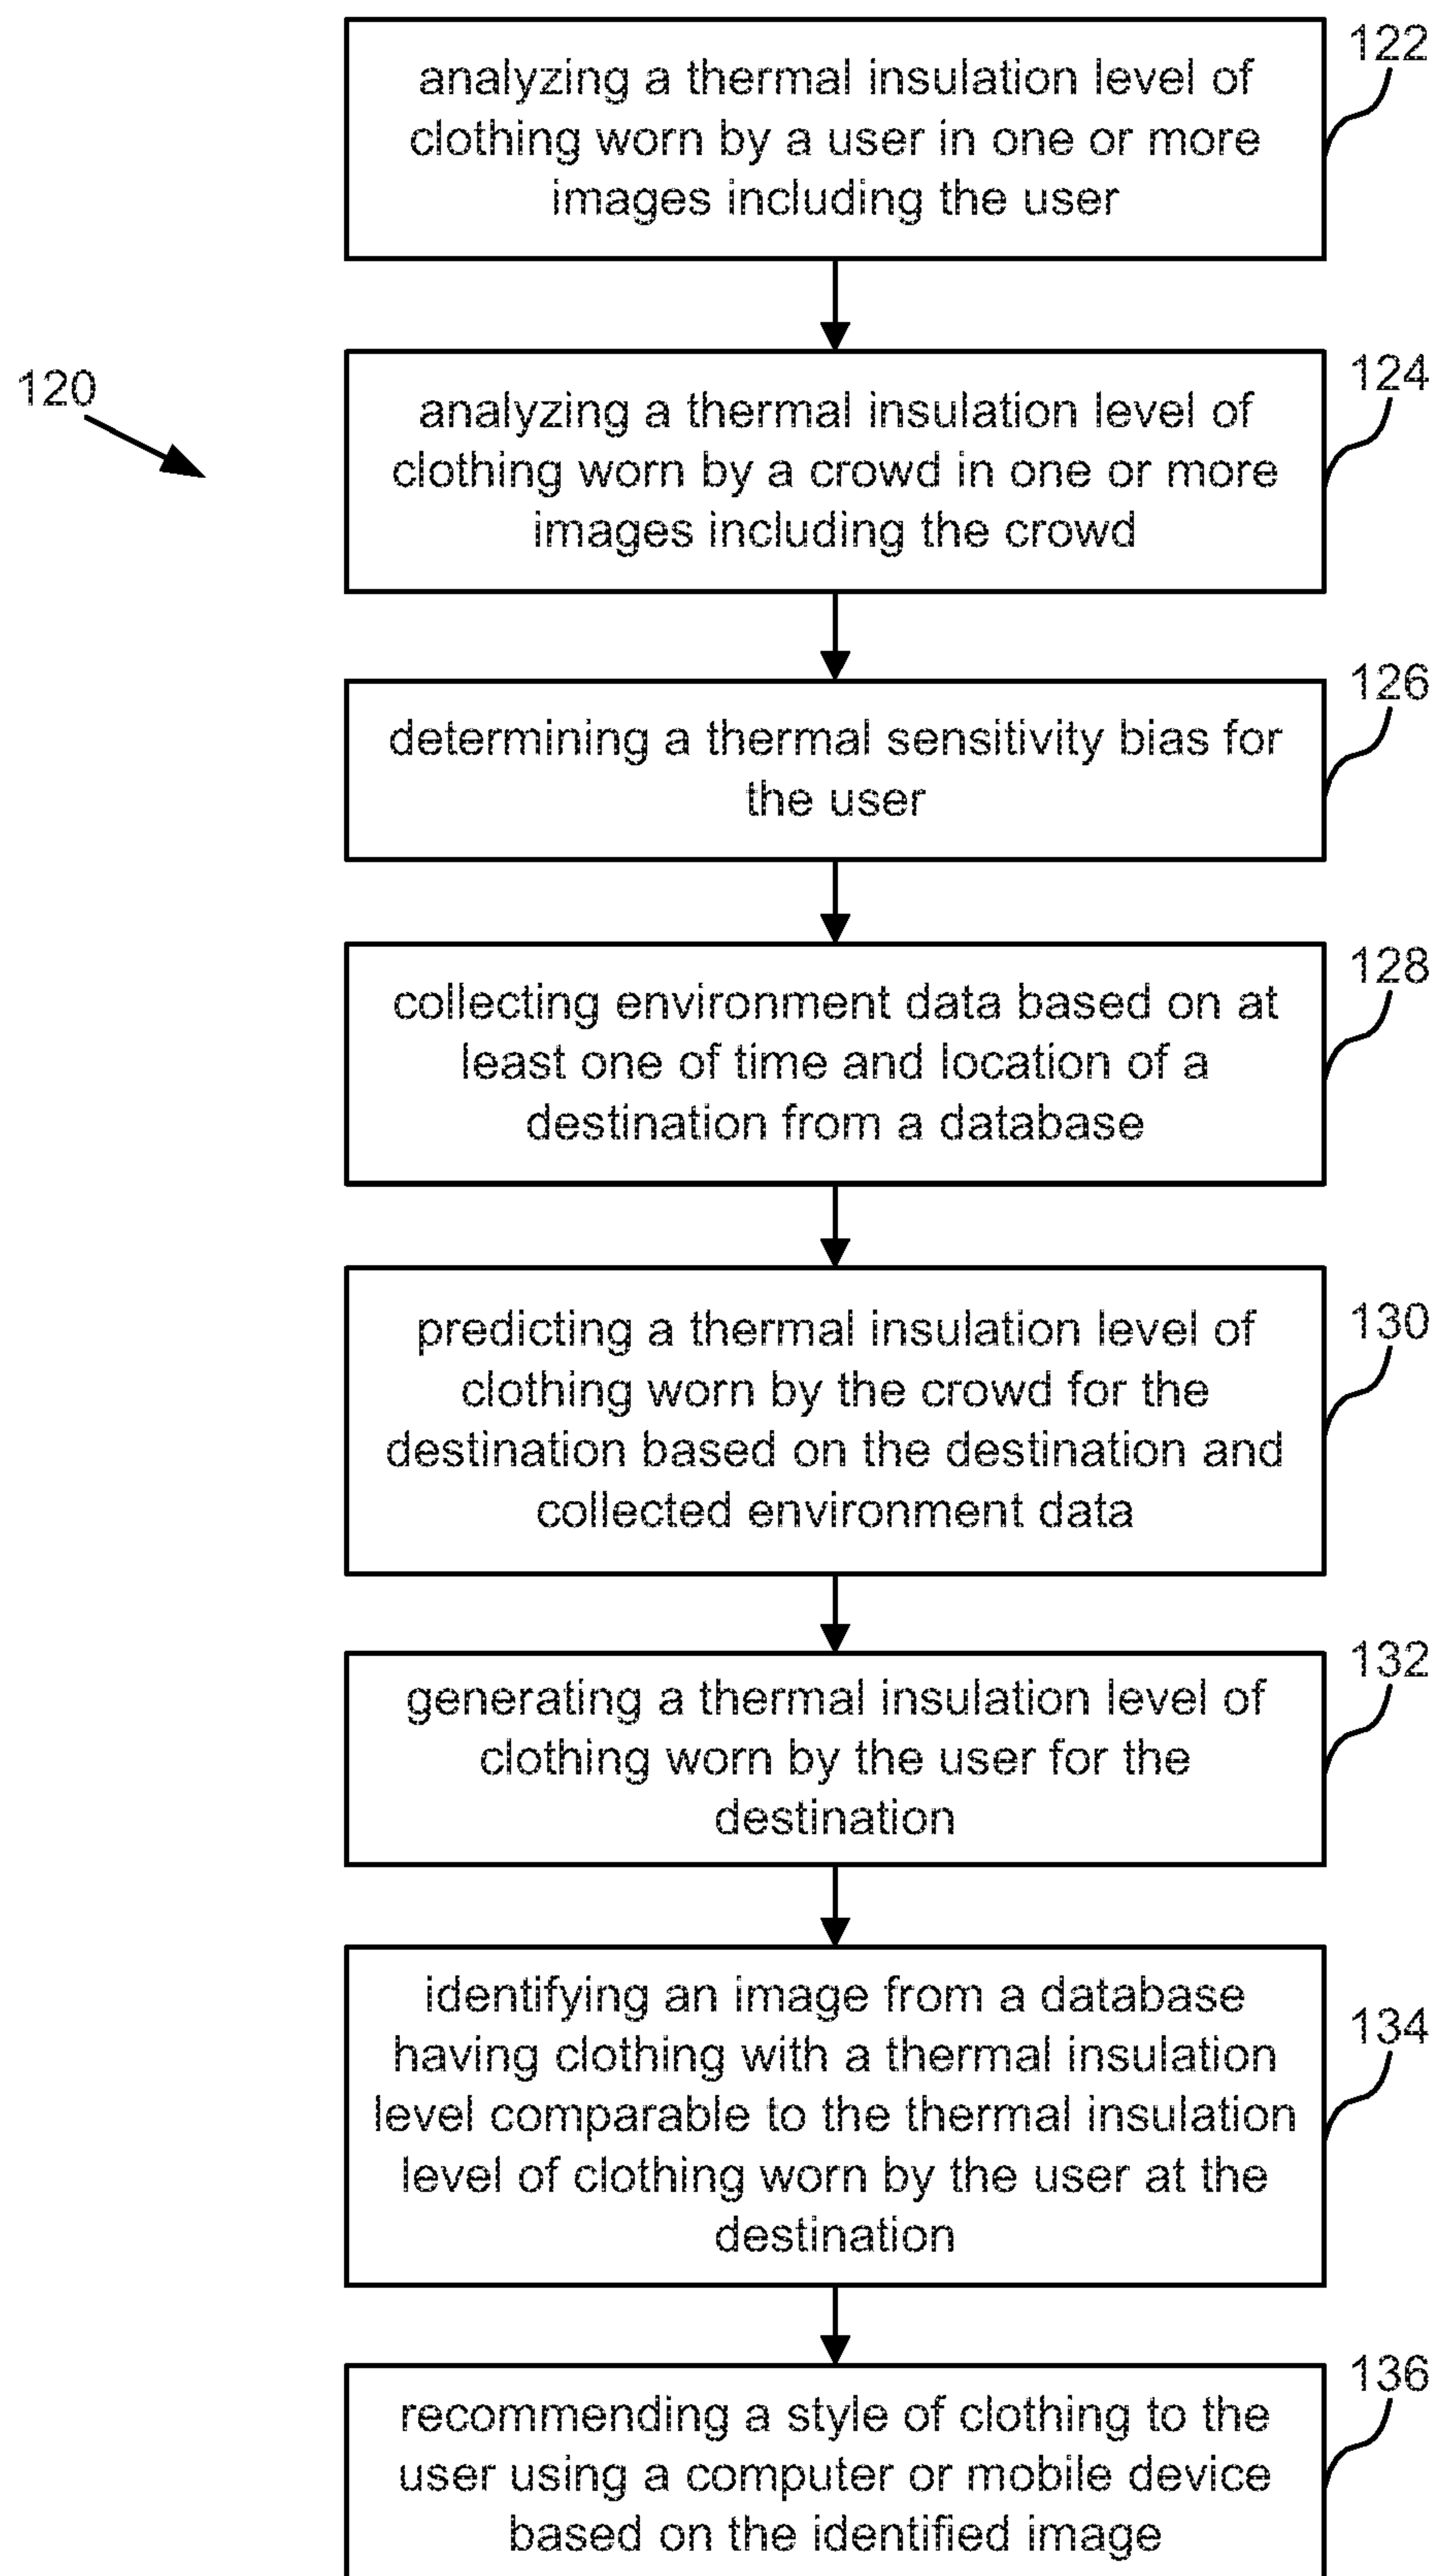 122
analyzing a thermal insulation level of
clothing worn by a user in one or more
images including the user
120
124
analyzing a thermal insulation level of
clothing worn by a crowd in one or more
images including the crowd
126
determining a thermal sensitivity bias for
the user
128
collecting environment data based on at
least one of time and location of a
destination from a database
130
predicting a thermal insulation level of
clothing worn by the crowd for the
destination based on the destination and
collected environment data
132
generating a thermal insulation level of
clothing worn by the user for the
destination
134
identifying an image from a database
having clothing with a thermal insulation
level comparable to the thermal insulation
level of clothing worn by the user at the
destination
136
recommending a style of clothing to the
user using a computer or mobile device
based on the identified image